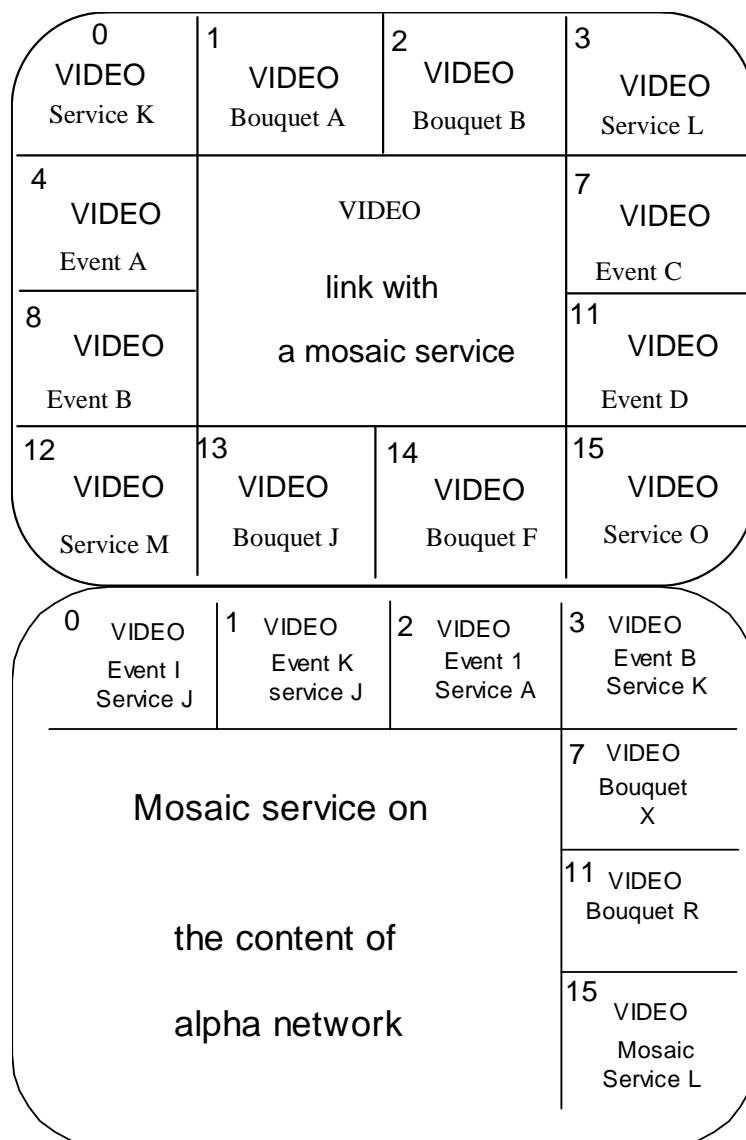 0
VIDEO
Service K
1
VIDEO
Bouquet A
2
VIDEO
Bouquet B
3
VIDEO
Service L
4
VIDEO
Event A
VIDEO
link with
a mosaic service
7
VIDEO
Event C
8
VIDEO
Event B
11
VIDEO
Event D
12
VIDEO
Service M
13
VIDEO
Bouquet J
14
VIDEO
Bouquet F
15
VIDEO
Service O
0
VIDEO
Event I
Service J
1
VIDEO
Event K
service J
2
VIDEO
Event 1
Service A
3
VIDEO
Event B
Service K
Mosaic service on
the content of
alpha network
7
VIDEO
Bouquet
X
11
VIDEO
Bouquet R
15
VIDEO
Mosaic
Service L